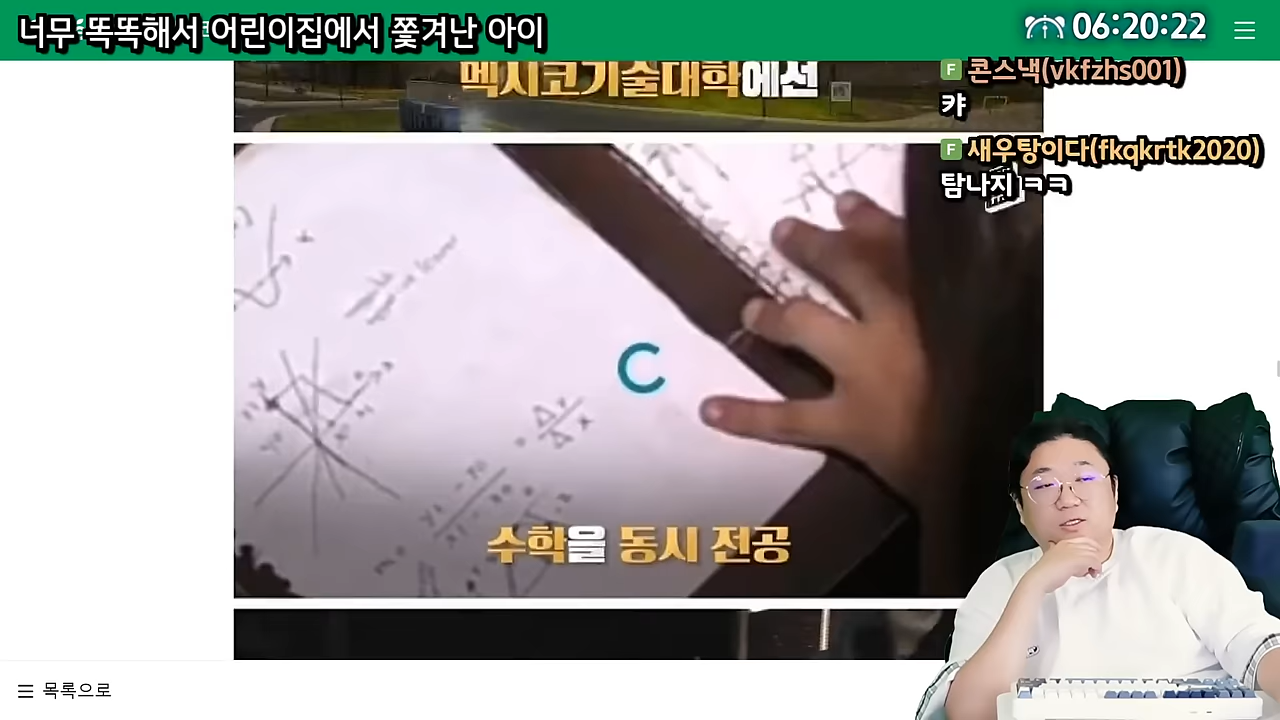 너무 똑똑해서 어린이집에서 쫓겨난 아이
06:20:22
멕시코기술대학에선
F 콘스낵(vkfzhs001)
캬
F 새우탕이다(fkqkrtk2020)
탐나지 ㅋㅋ
수학을 동시 전공
목록으로